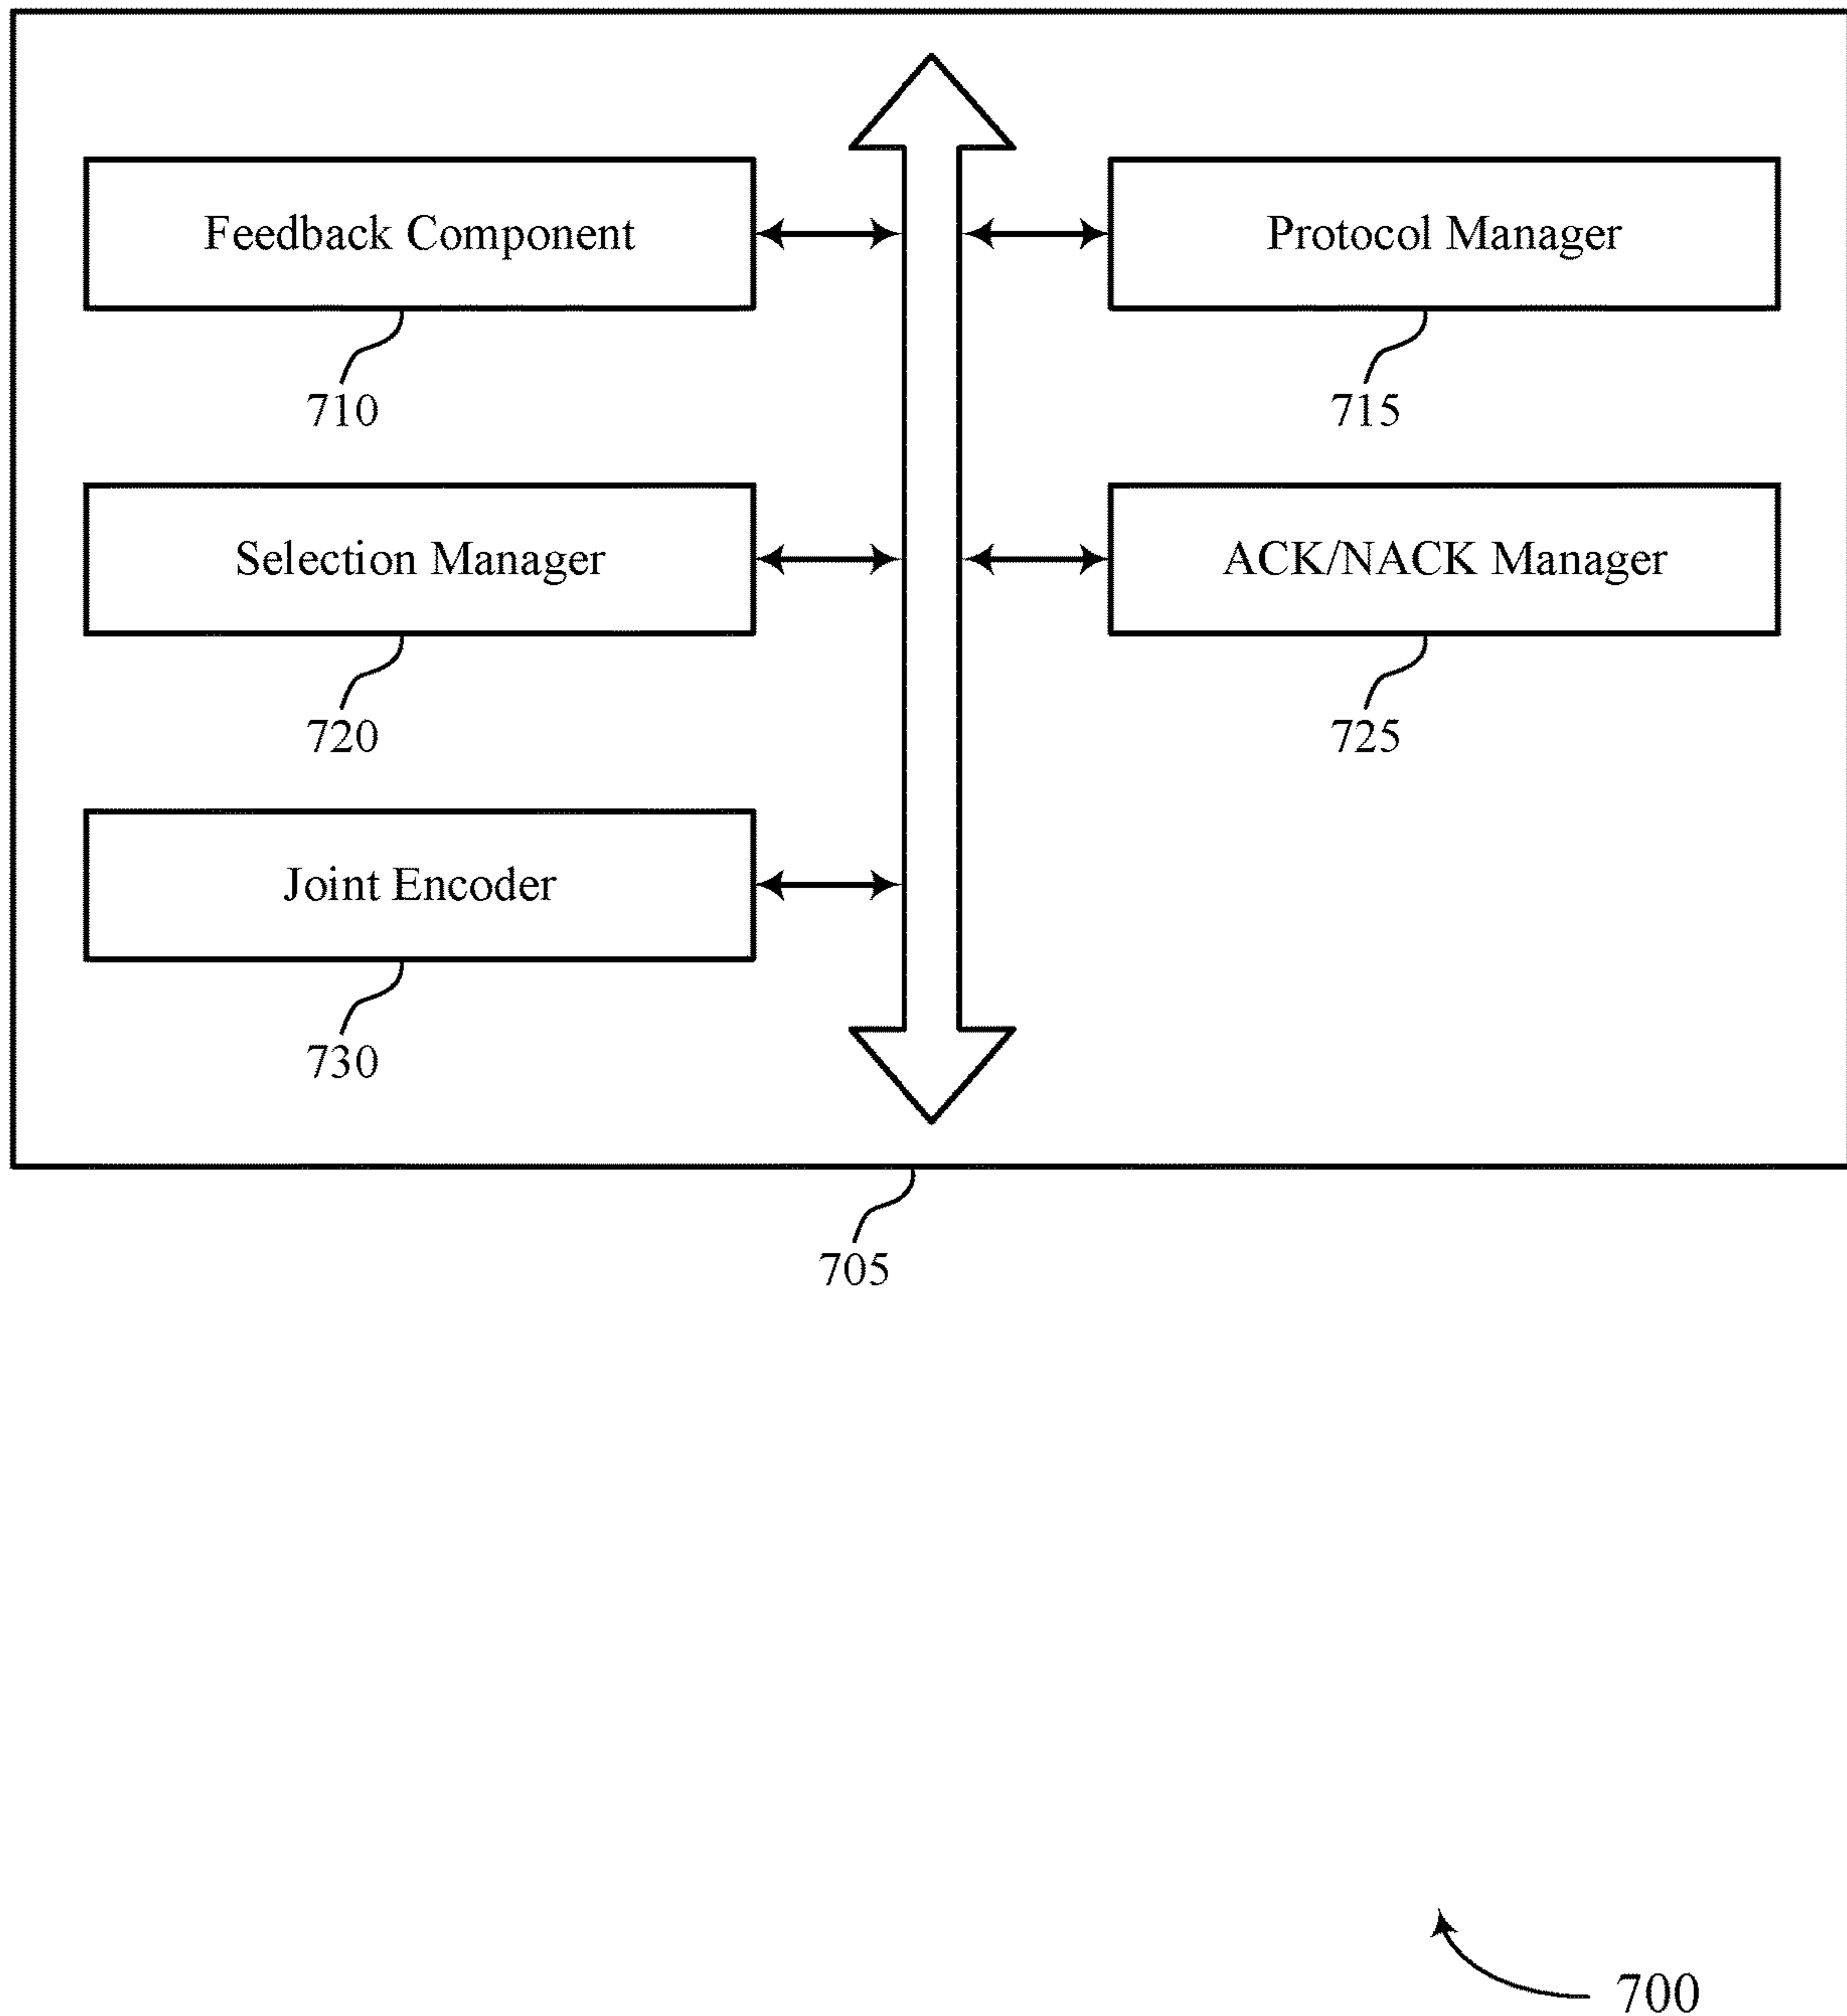 Feedback Component
Protocol Manager
710
715
Selection Manager
ACK/NACK Manager
720
725
Joint Encoder
730
705
700